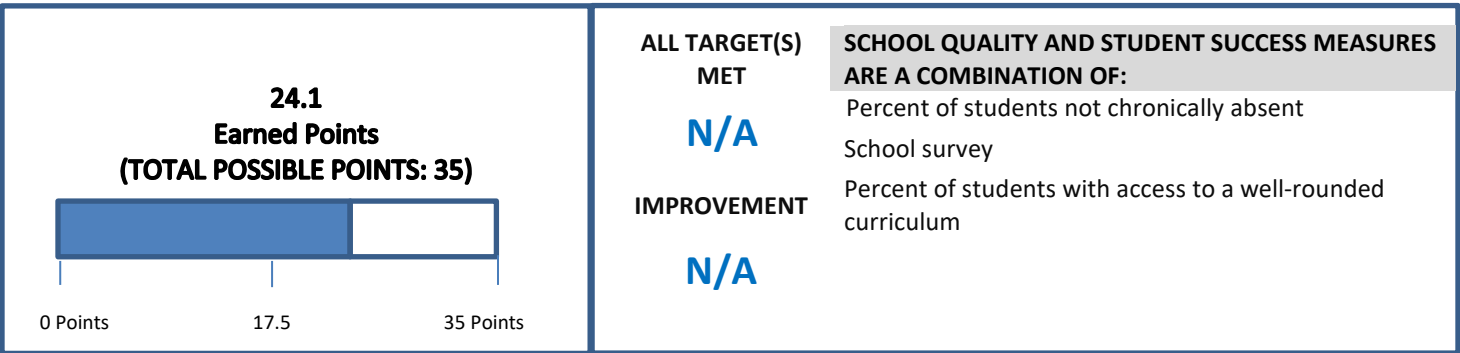 24.1
Earned Points
(TOTAL POSSIBLE POINTS: 35)
0 Points
17.5
35 Points
ALL TARGET(S)
MET
N/A
IMPROVEMENT
N/A
SCHOOL QUALITY AND STUDENT SUCCESS MEASURES
ARE A COMBINATION OF:
Percent of students not chronically absent
School survey
Percent of students with access to a well-rounded
curriculum